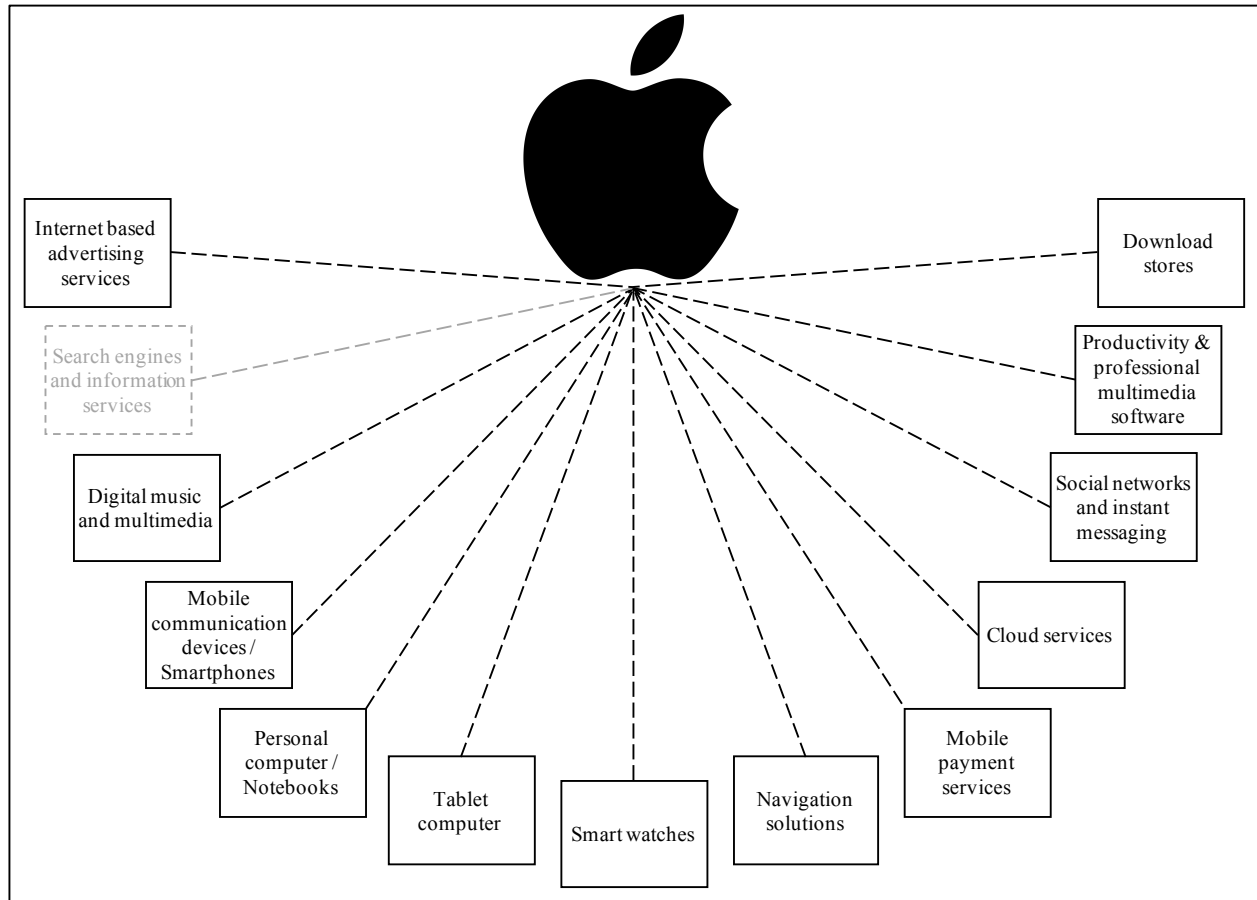 Internet based
advertising
services
Search engines
and information
services
Digital music
and multimedia
Mobile
communication
devices /
Smartphones
Personal
computer /
Notebooks
Tablet
computer
Smart watches
Navigation
solutions
Mobile
payment
services
Cloud services
Social networks
and instant
messaging
Productivity &
professional
multimedia
software
Download
stores